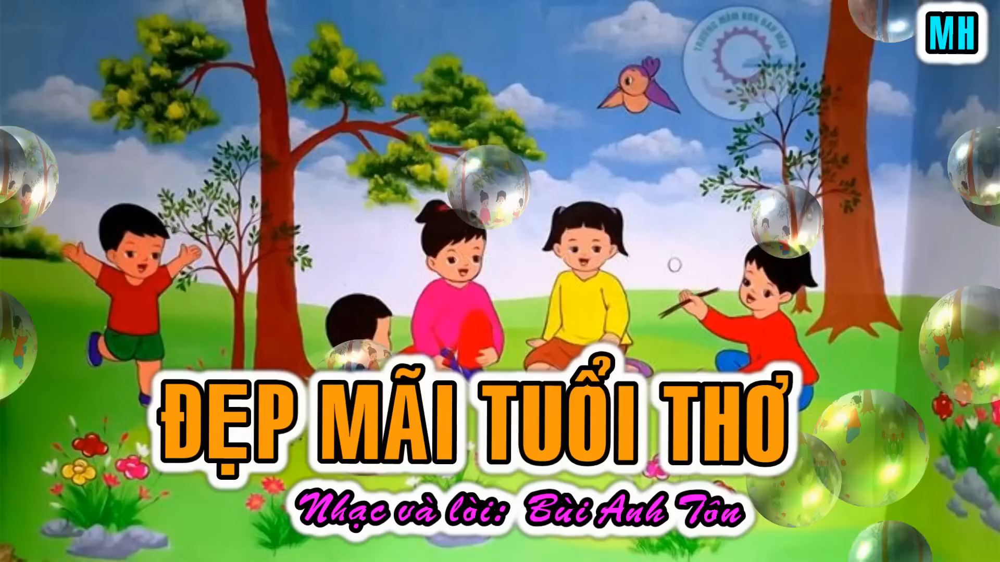 MH
ĐẸP MÃI TUỔI THƠ
Nhạc và lời: Bùi Anh Tôn